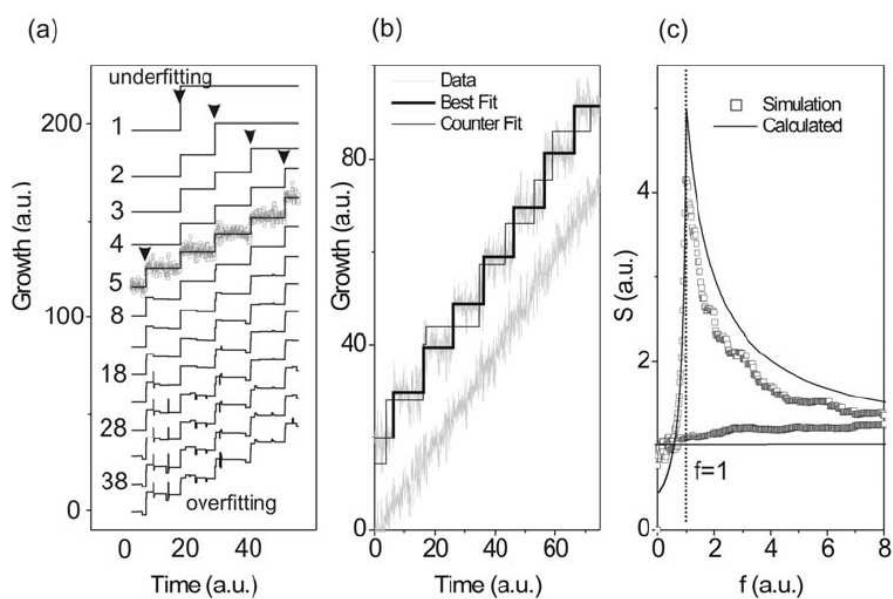 (a)
underfitting
200
100
0
1
2
3
4
5
8
18
28
38
overfitting
0 20 40
Growth (a.u.)
Time (a.u.)
(b)
Data
Best Fit
Counter Fit
80
40
0
0 20 40 60
Growth (a.u.)
Time (a.u.)
(c)
Simulation
Calculated
4
2
1
0
f=1
0 2 4 6 8
S (a.u.)
f (a.u.)